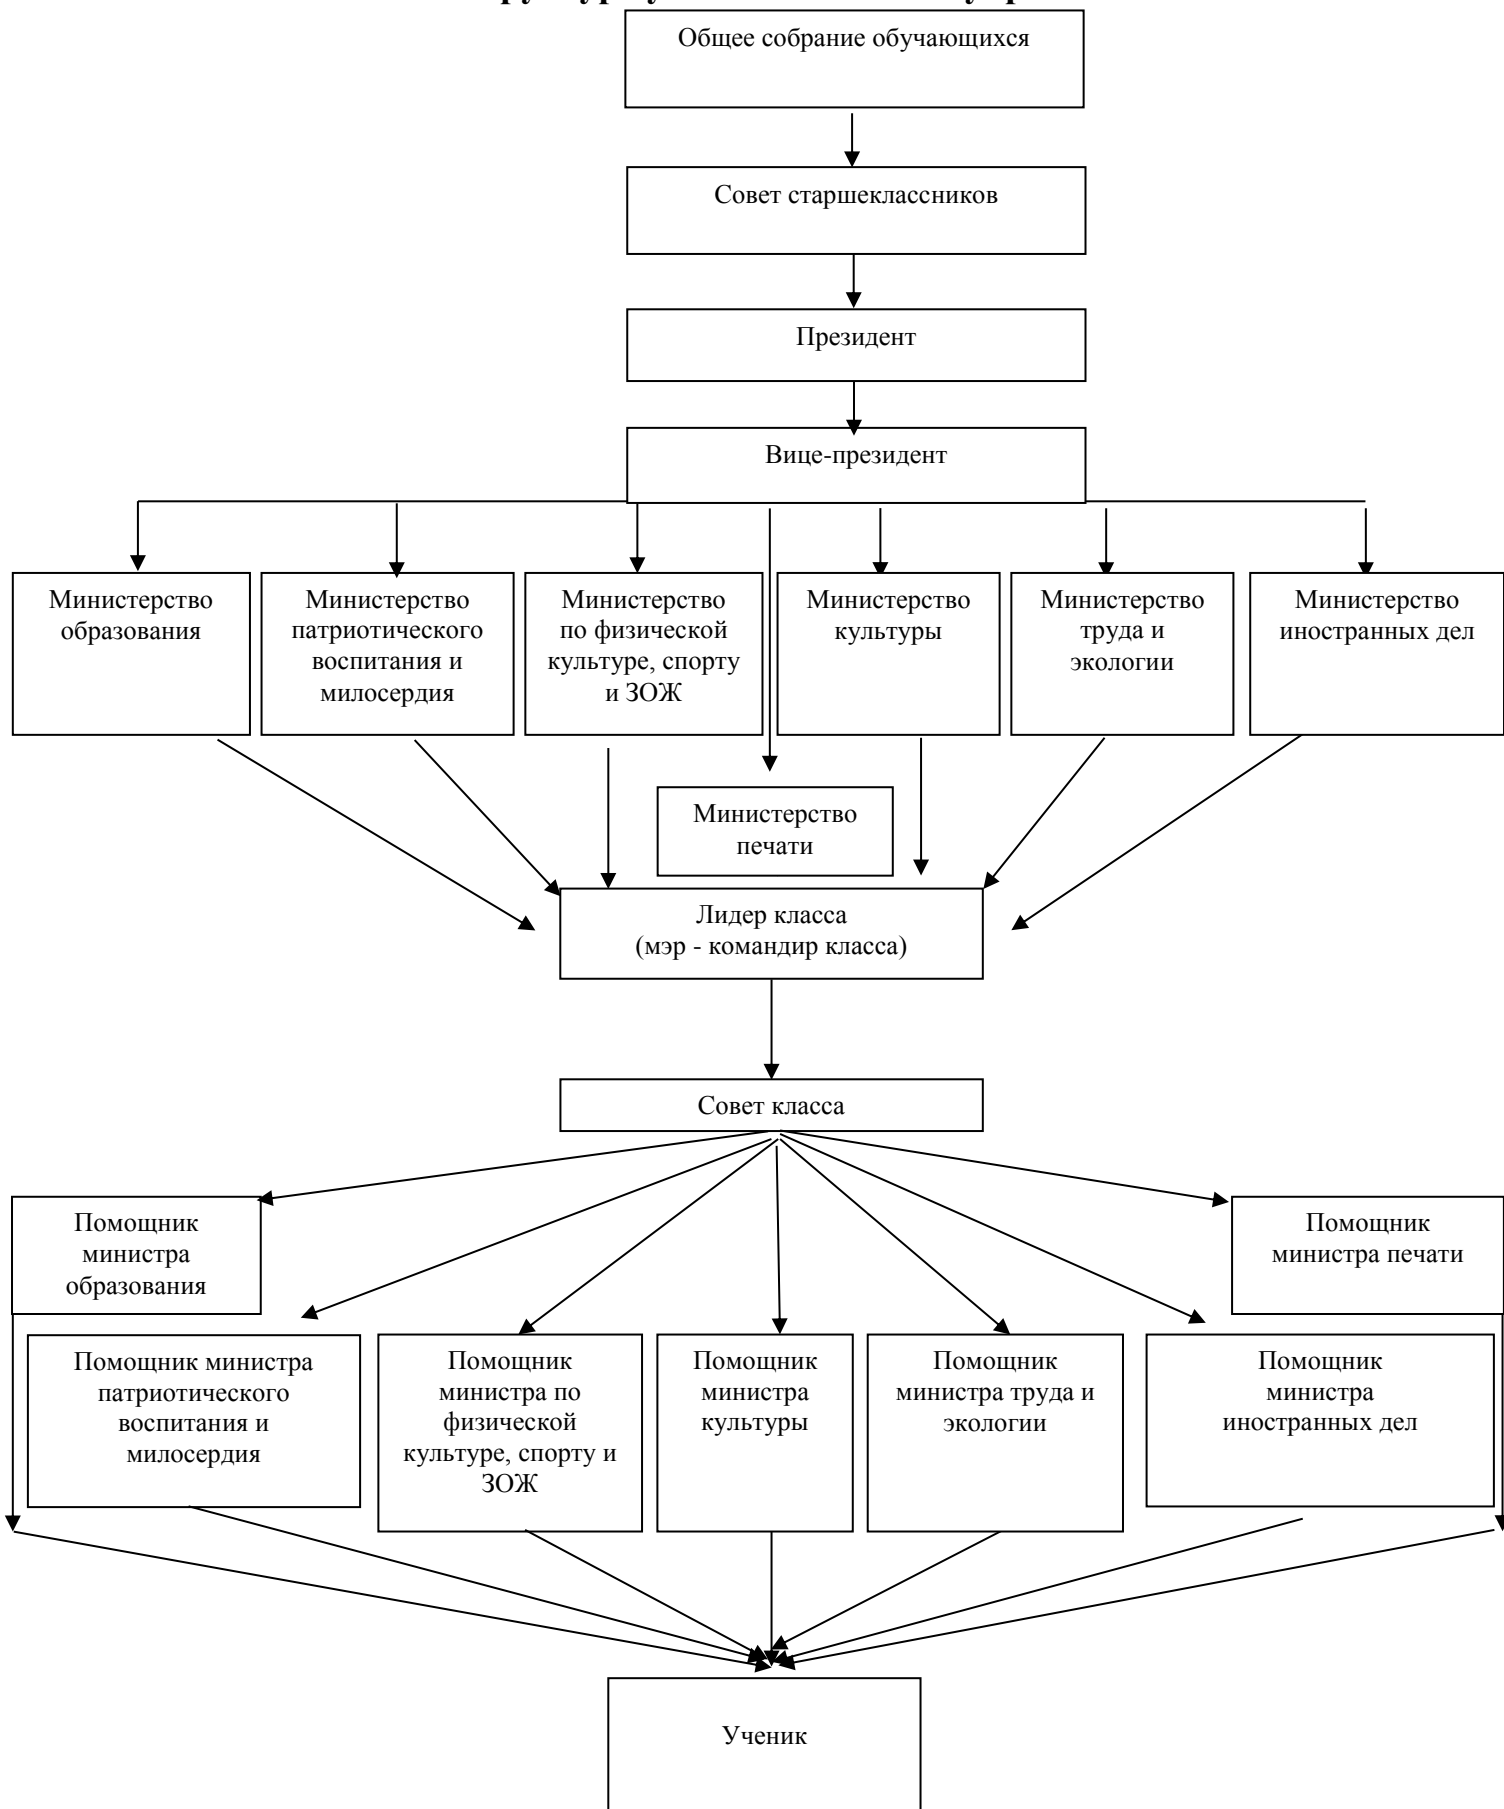 Общее собрание обучающихся
Совет старшеклассников
Президент
Вице-президент
Министерство
образования
Министерство
патриотического
воспитания и
милосердия
Министерство
по физической
культуре, спорту
и ЗОЖ
Министерство
культуры
Министерство
труда и
экологии
Министерство
иностранных дел
Министерство
печати
Лидер класса
(мэр - командир класса)
Совет класса
Помощник
министра
образования
Помощник
министра печати
Помощник министра
патриотического
воспитания и
милосердия
Помощник
министра по
физической
культуре, спорту и
ЗОЖ
Помощник
министра
культуры
Помощник
министра труда и
экологии
Помощник
министра
иностранных дел
Ученик